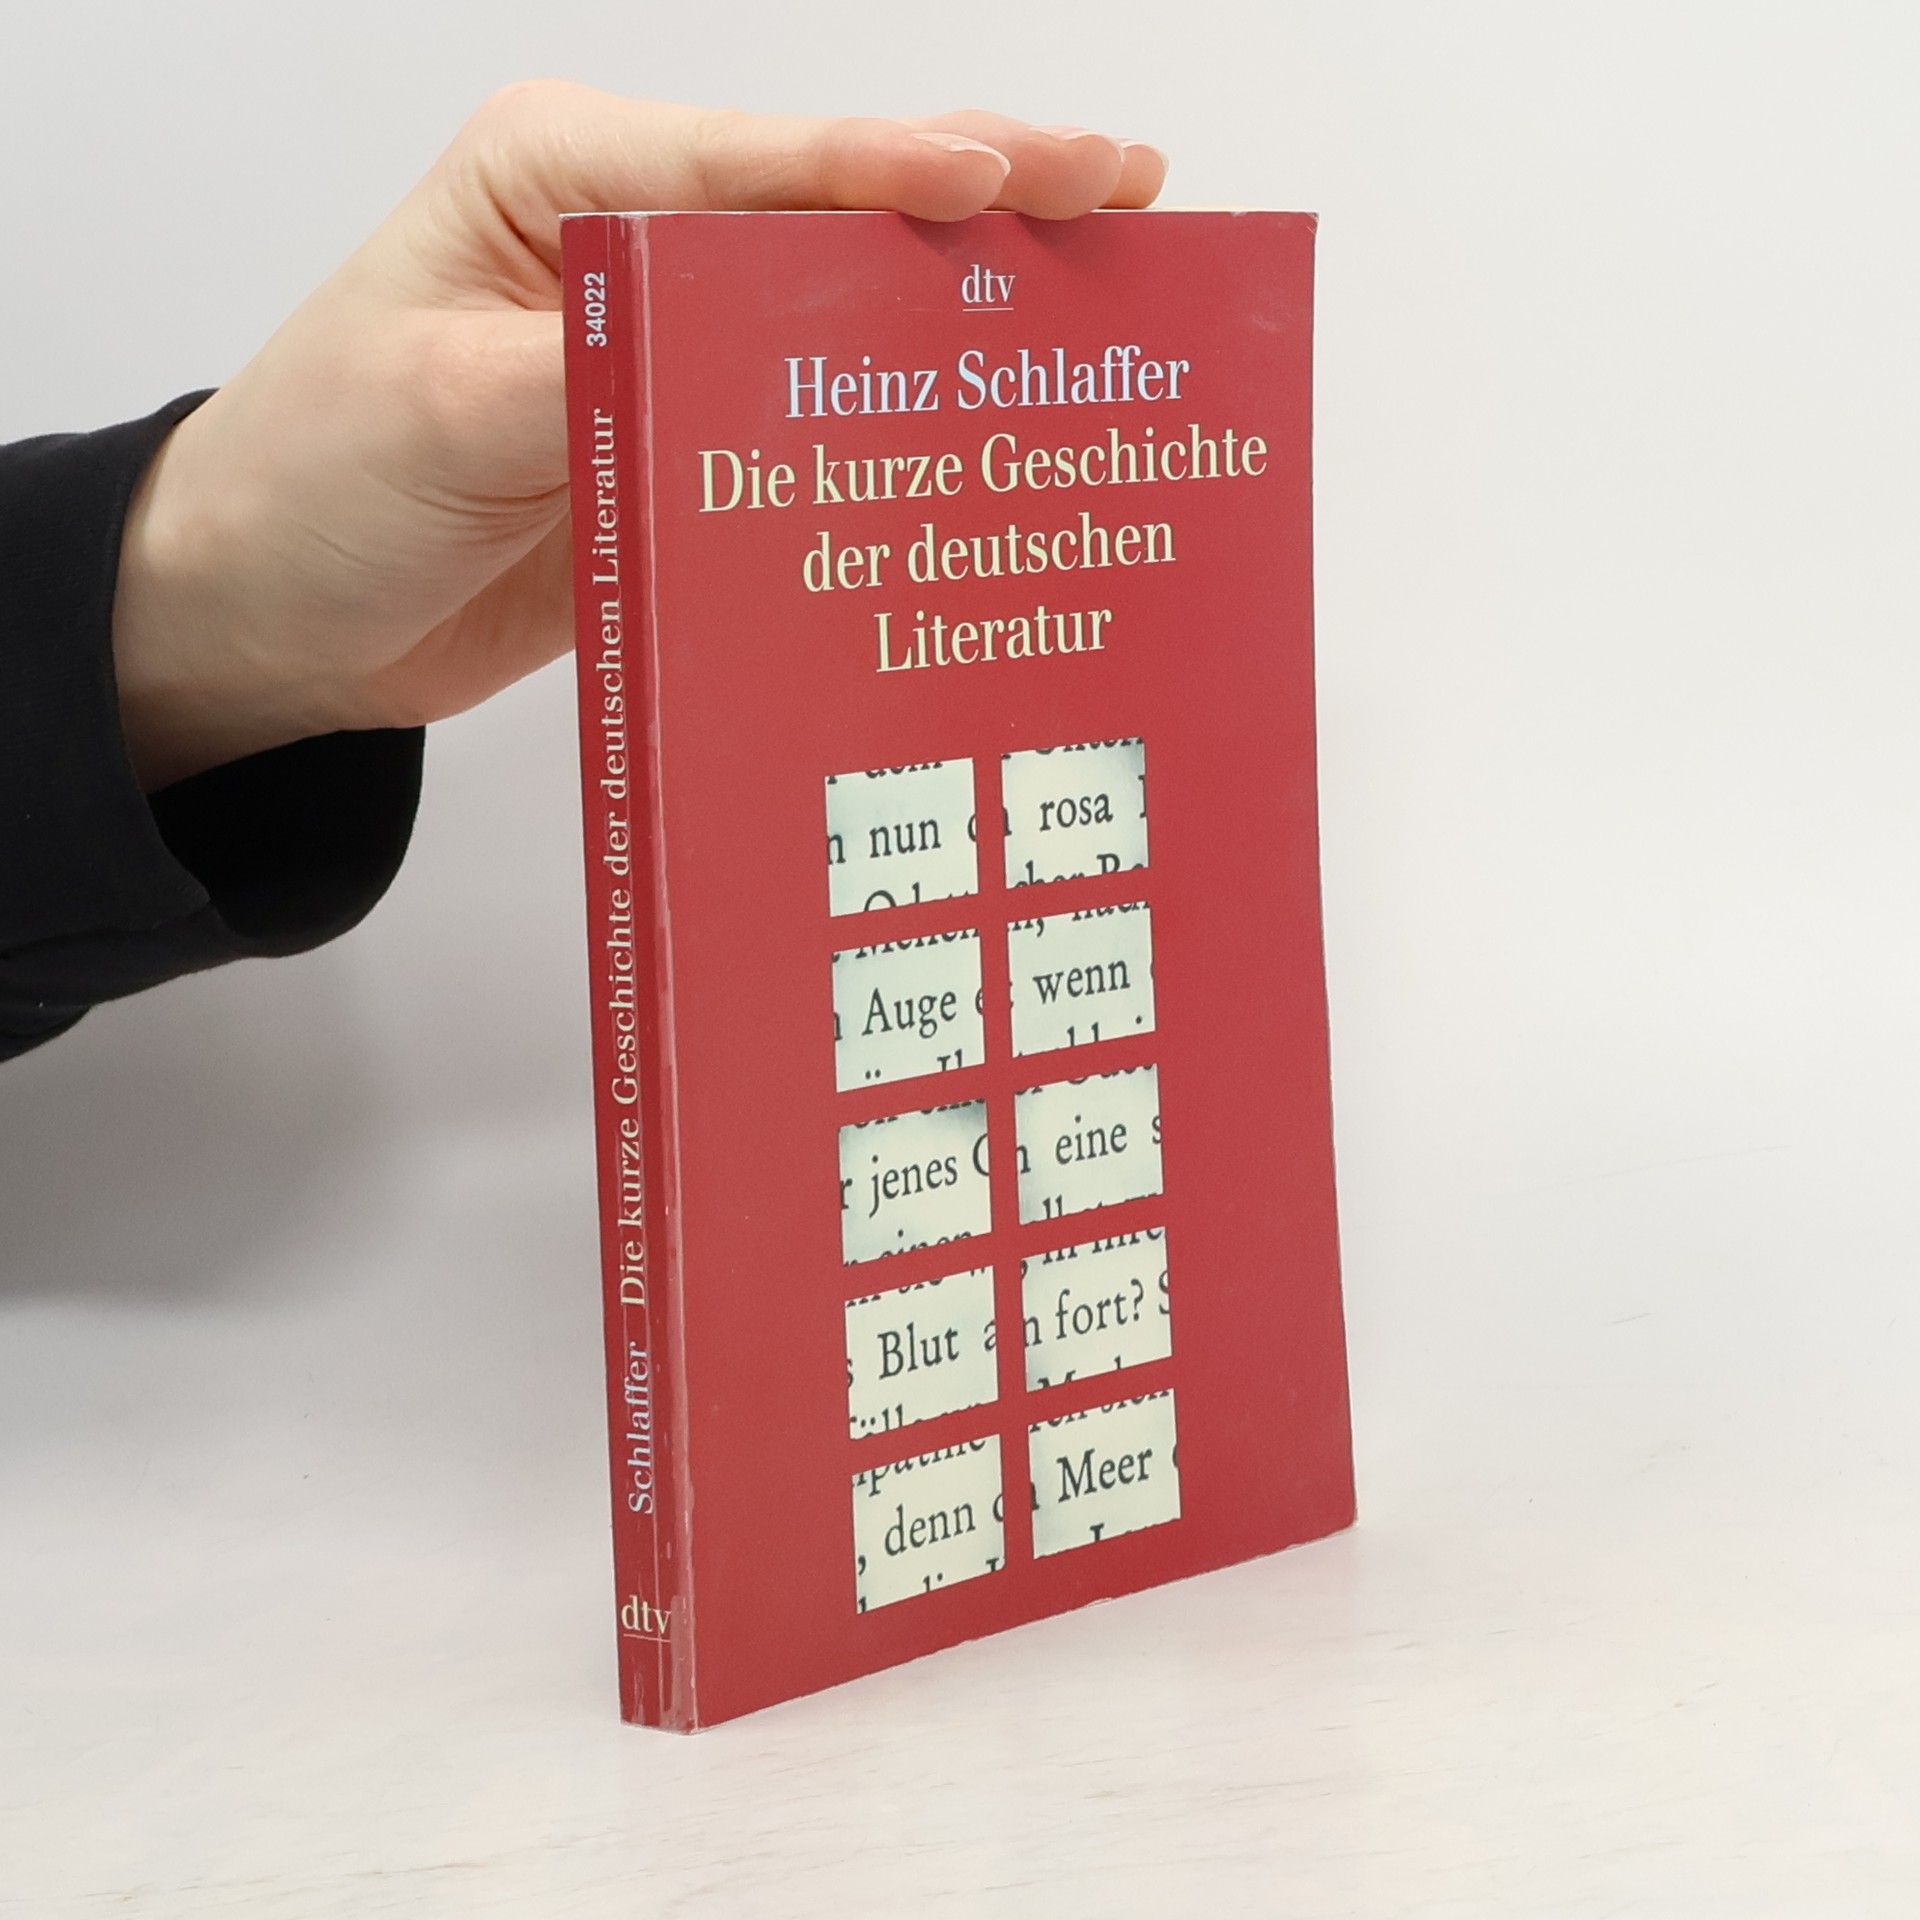 34022
Schlaffer Die kurze Geschichte der deutschen Literatur
dtv
dtv
Heinz Schlaffer
Die kurze Geschichte
der deutschen
Literatur
nun
rosa
Auge
wenn
jenes
eine
Blut
fort?
, denn
Meer